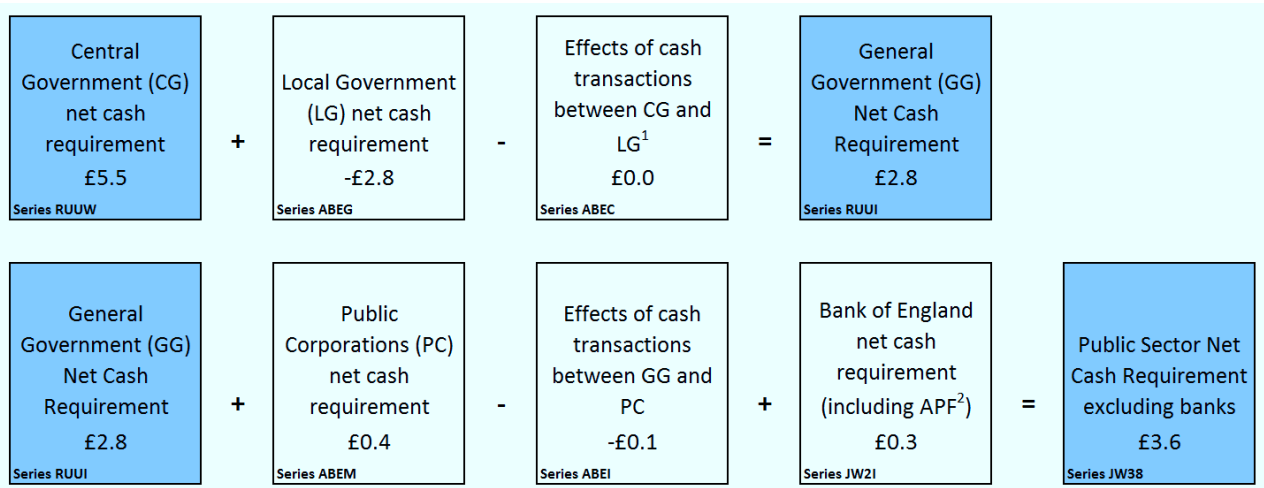 Central
Government (CG)
net cash
requirement
£5.5
Series RUUW
+
Local Government
(LG) net cash
requirement
-£2.8
Series ABEG
-
Effects of cash
transactions
between CG and
LG¹
£0.0
Series ABEC
=
General
Government (GG)
Net Cash
Requirement
£2.8
Series RUUI
General
Government (GG)
Net Cash
Requirement
£2.8
Series RUUI
+
Public
Corporations (PC)
net cash
requirement
£0.4
Series ABEM
-
Effects of cash
transactions
between GG and
PC
-£0.1
Series ABEI
+
Bank of England
net cash
requirement
(including APF²)
£0.3
Series JW2I
=
Public Sector Net
Cash Requirement
excluding banks
£3.6
Series JW38